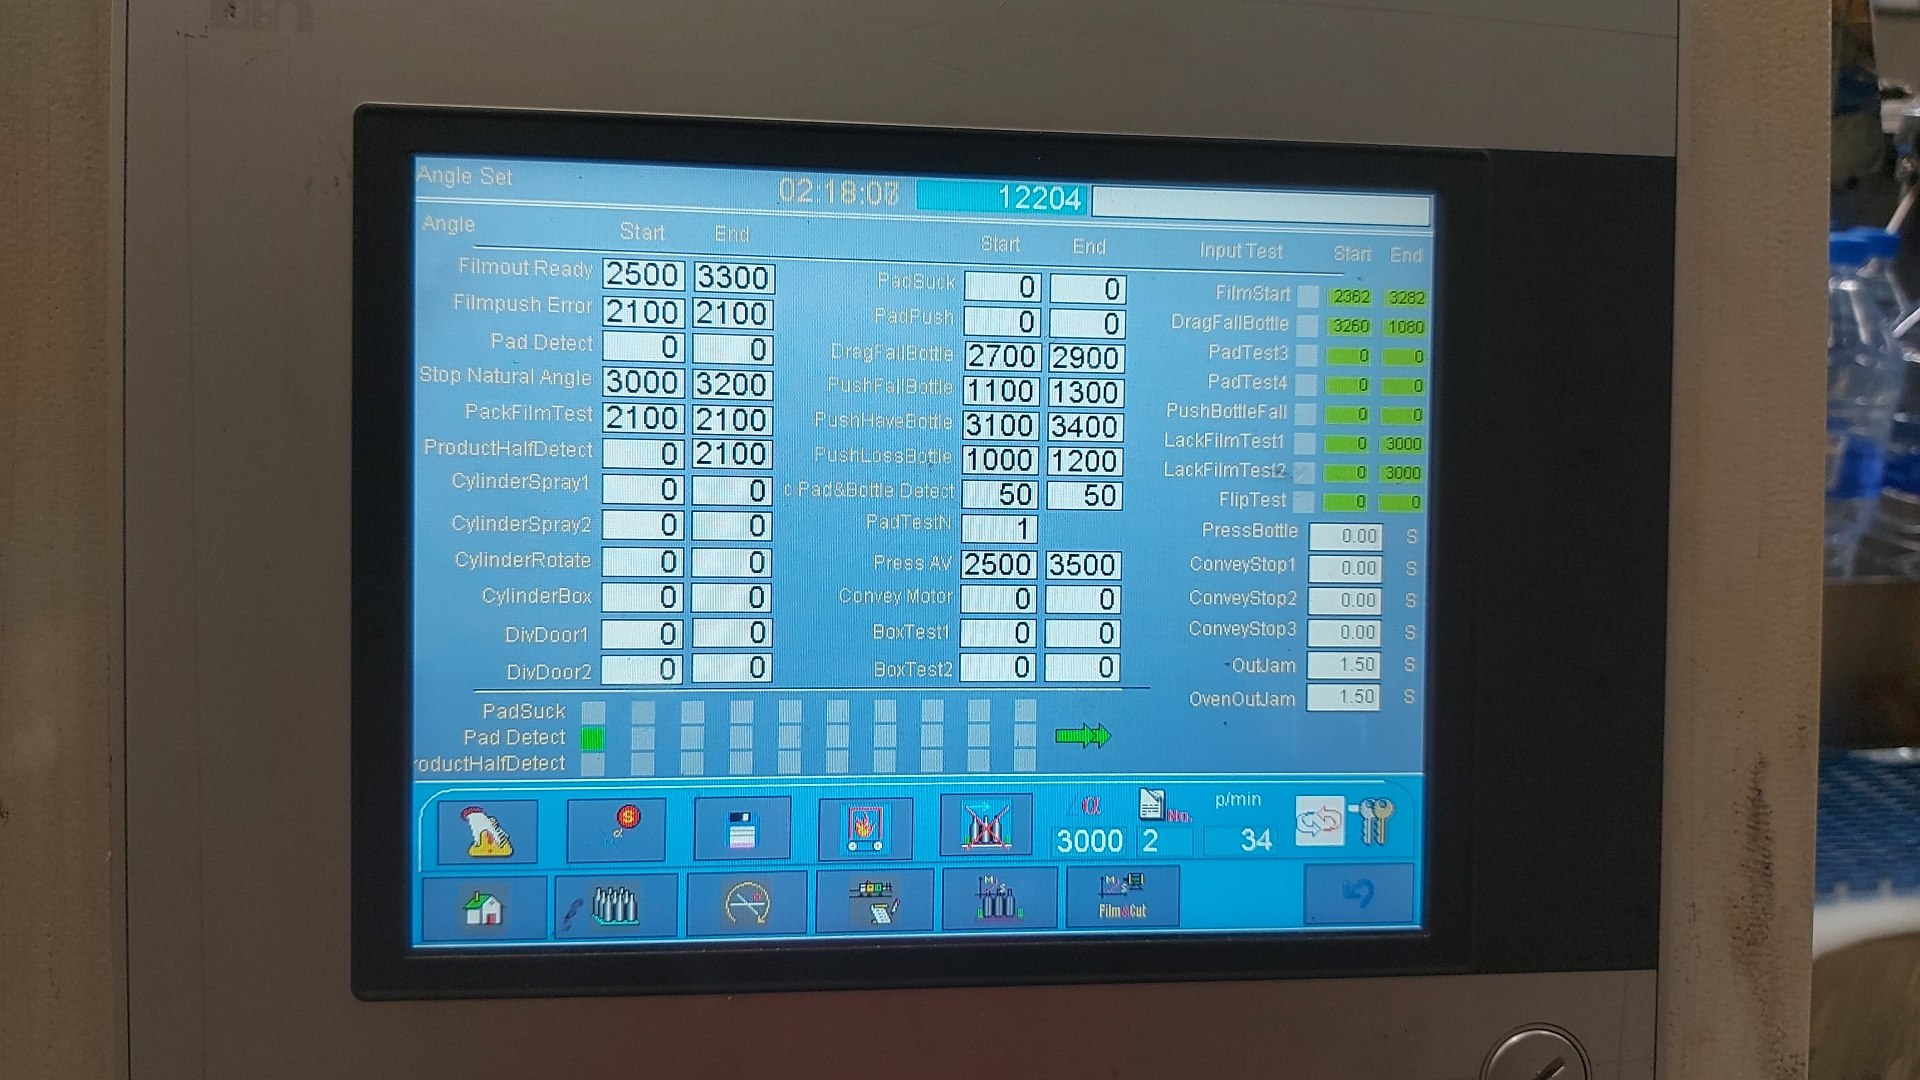 Angle Set 02:18:08 12204
Angle Start End Start End Input Test Start End
Filmout Ready 2500 3300 PadSuck 0 0 FilmStart 2362 3282
Filmpush Error 2100 2100 PadPush 0 0 DragFallBottle 3260 1080
Pad Detect 0 0 DragFallBottle 2700 2900 PadTest3 0 0
Stop Natural Angle 3000 3200 PushFallBottle 1100 1300 PadTest4 0 0
PackFilmTest 2100 2100 PushHaveBottle 3100 3400 PushBottleFall 0 0
ProductHalfDetect 0 2100 PushLossBottle 1000 1200 LackFilmTest1 0 3000
CylinderSpray1 0 0 c Pad&Bottle Detect 50 50 LackFilmTest2 0 3000
CylinderSpray2 0 0 PadTestN 1 FlipTest 0 0
CylinderRotate 0 0 Press AV 2500 3500 PressBottle 0.00 S
CylinderBox 0 0 Convey Motor 0 0 ConveyStop1 0.00 S
DivDoor1 0 0 BoxTest1 0 0 ConveyStop2 0.00 S
DivDoor2 0 0 BoxTest2 0 0 ConveyStop3 0.00 S
OutJam 1.50 S
OvenOutJam 1.50 S
PadSuck
Pad Detect
roductHalfDetect
S α α No. p/min
3000 2 34
M/S M/S
Film&Cut